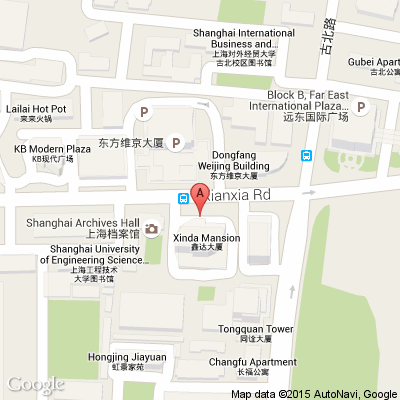 Shanghai International
Business and...
上海对外经贸大学
古北校区图书馆
古北路
Gubei Apart
古北公寓
Block B, Far East
International Plaza...
远东国际广场
Lailai Hot Pot
来来火锅
P
P
P
东方维京大厦
KB Modern Plaza
KB现代广场
Dongfang
Weijing Building
东方维京大厦
A
Xianxia Rd
Shanghai Archives Hall
上海档案馆
Xinda Mansion
鑫达大厦
Shanghai University
of Engineering Science...
上海工程技术
大学图书馆
Tongquan Tower
同诠大厦
Hongjing Jiayuan
虹景家苑
Changfu Apartment
长福公寓
Google
Map data ©2015 AutoNavi, Google